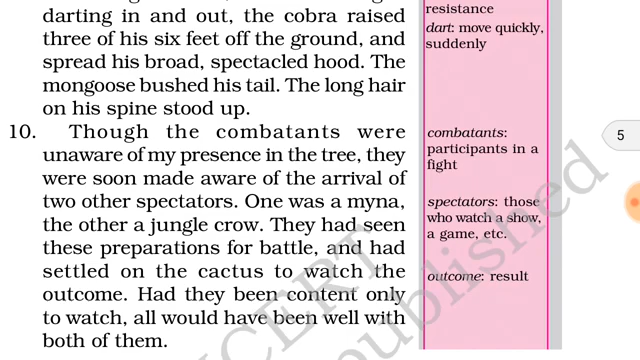 darting in and out, the cobra raised
three of his six feet off the ground, and
spread his broad, spectacled hood. The
mongoose bushed his tail. The long hair
on his spine stood up.
10. Though the combatants were
unaware of my presence in the tree, they
were soon made aware of the arrival of
two other spectators. One was a myna,
the other a jungle crow. They had seen
these preparations for battle, and had
settled on the cactus to watch the
outcome. Had they been content only
to watch, all would have been well with
both of them.
resistance
dart: move quickly,
suddenly
combatants:
participants in a
fight
spectators: those
who watch a show,
a game, etc.
outcome: result
5
NCERT
published